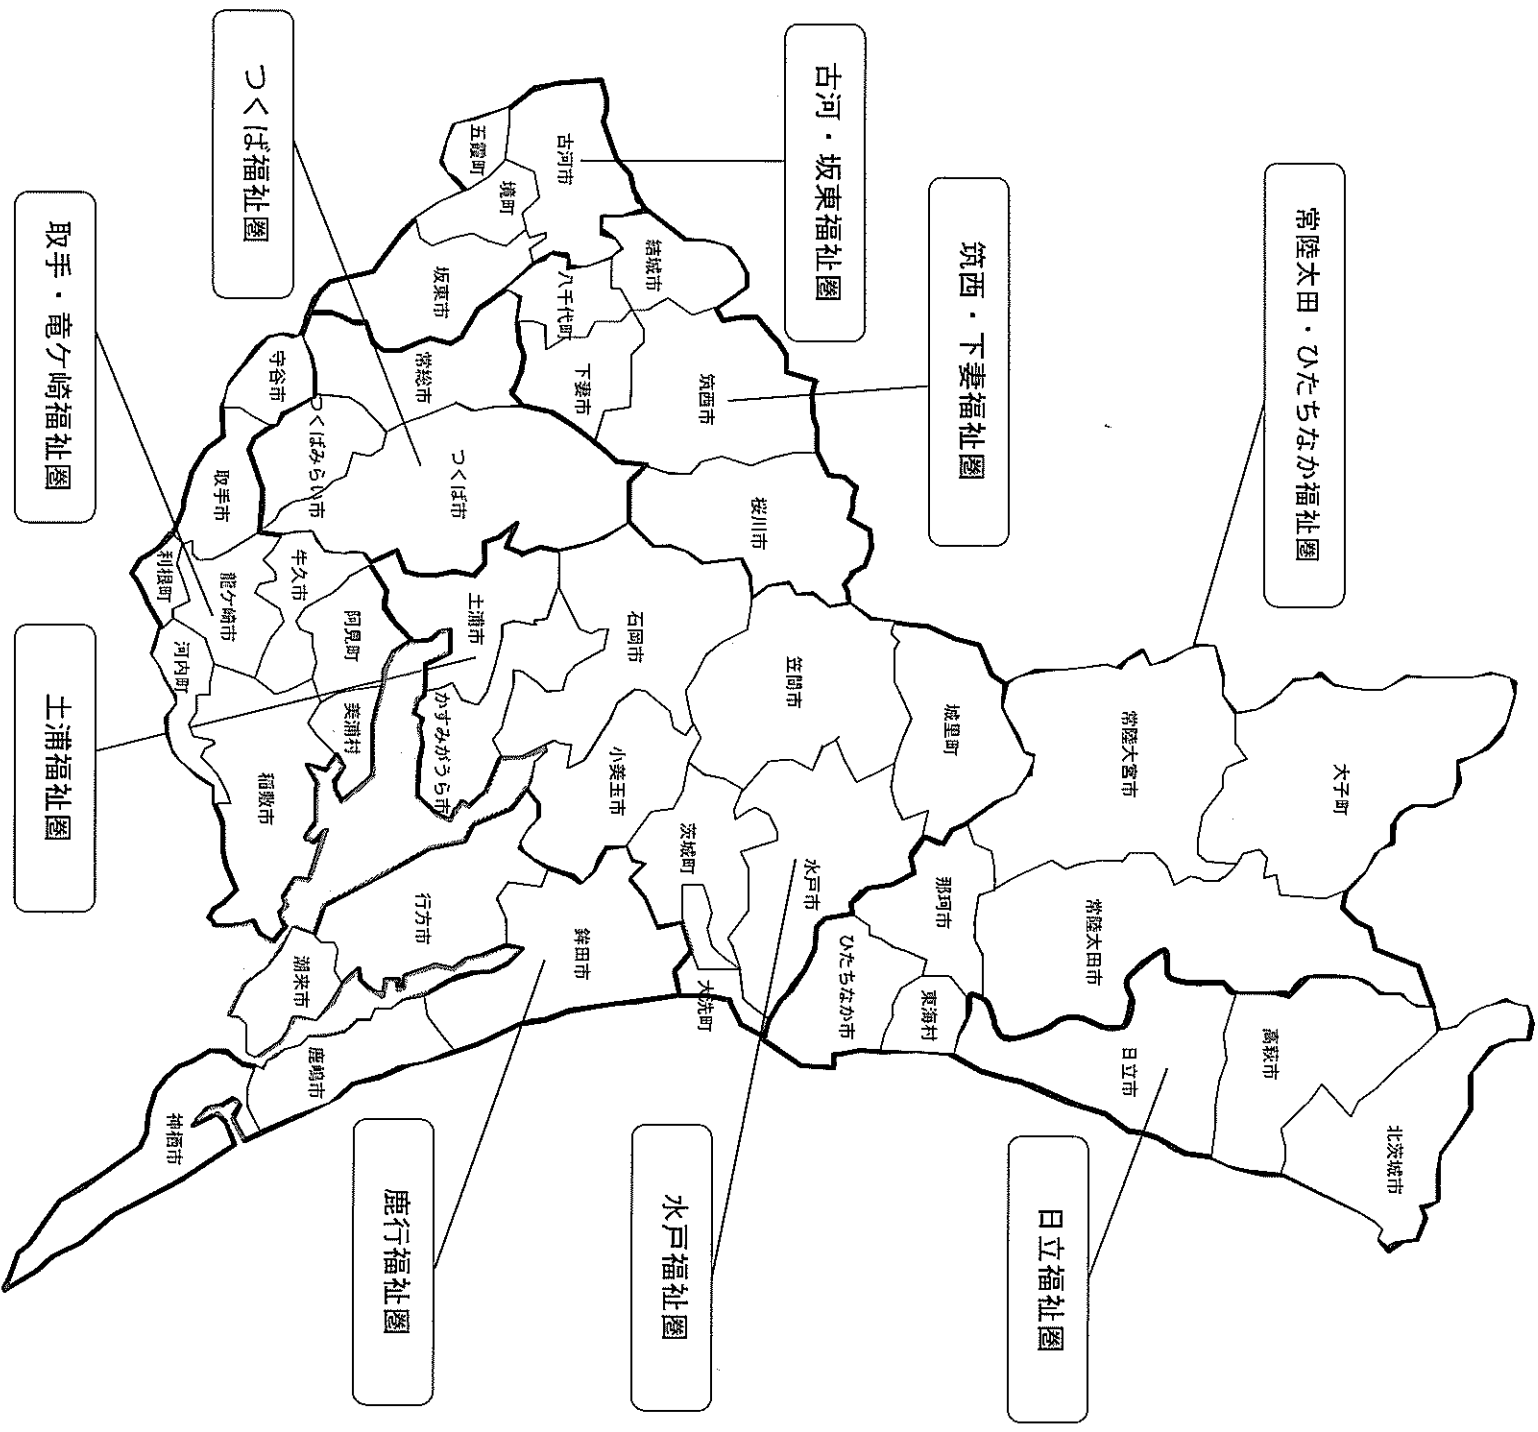 常陸太田・ひたちなか福祉圏
筑西・下妻福祉圏
古河・坂東福祉圏
つくば福祉圏
取手・竜ケ崎福祉圏
土浦福祉圏
日立福祉圏
水戸福祉圏
鹿行福祉圏
北茨城市
大子町
高萩市
常陸大宮市
常陸太田市
日立市
城里町
那珂市
東海村
笠間市
水戸市
ひたちなか市
桜川市
筑西市
茨城町
大洗町
結城市
石岡市
小美玉市
鉾田市
古河市
八千代町
下妻市
五霞町
境町
坂東市
常総市
つくば市
土浦市
かすみがうら市
行方市
守谷市
つくばみらい市
牛久市
阿見町
美浦村
潮来市
鹿嶋市
取手市
龍ケ崎市
稲敷市
利根町
河内町
神栖市